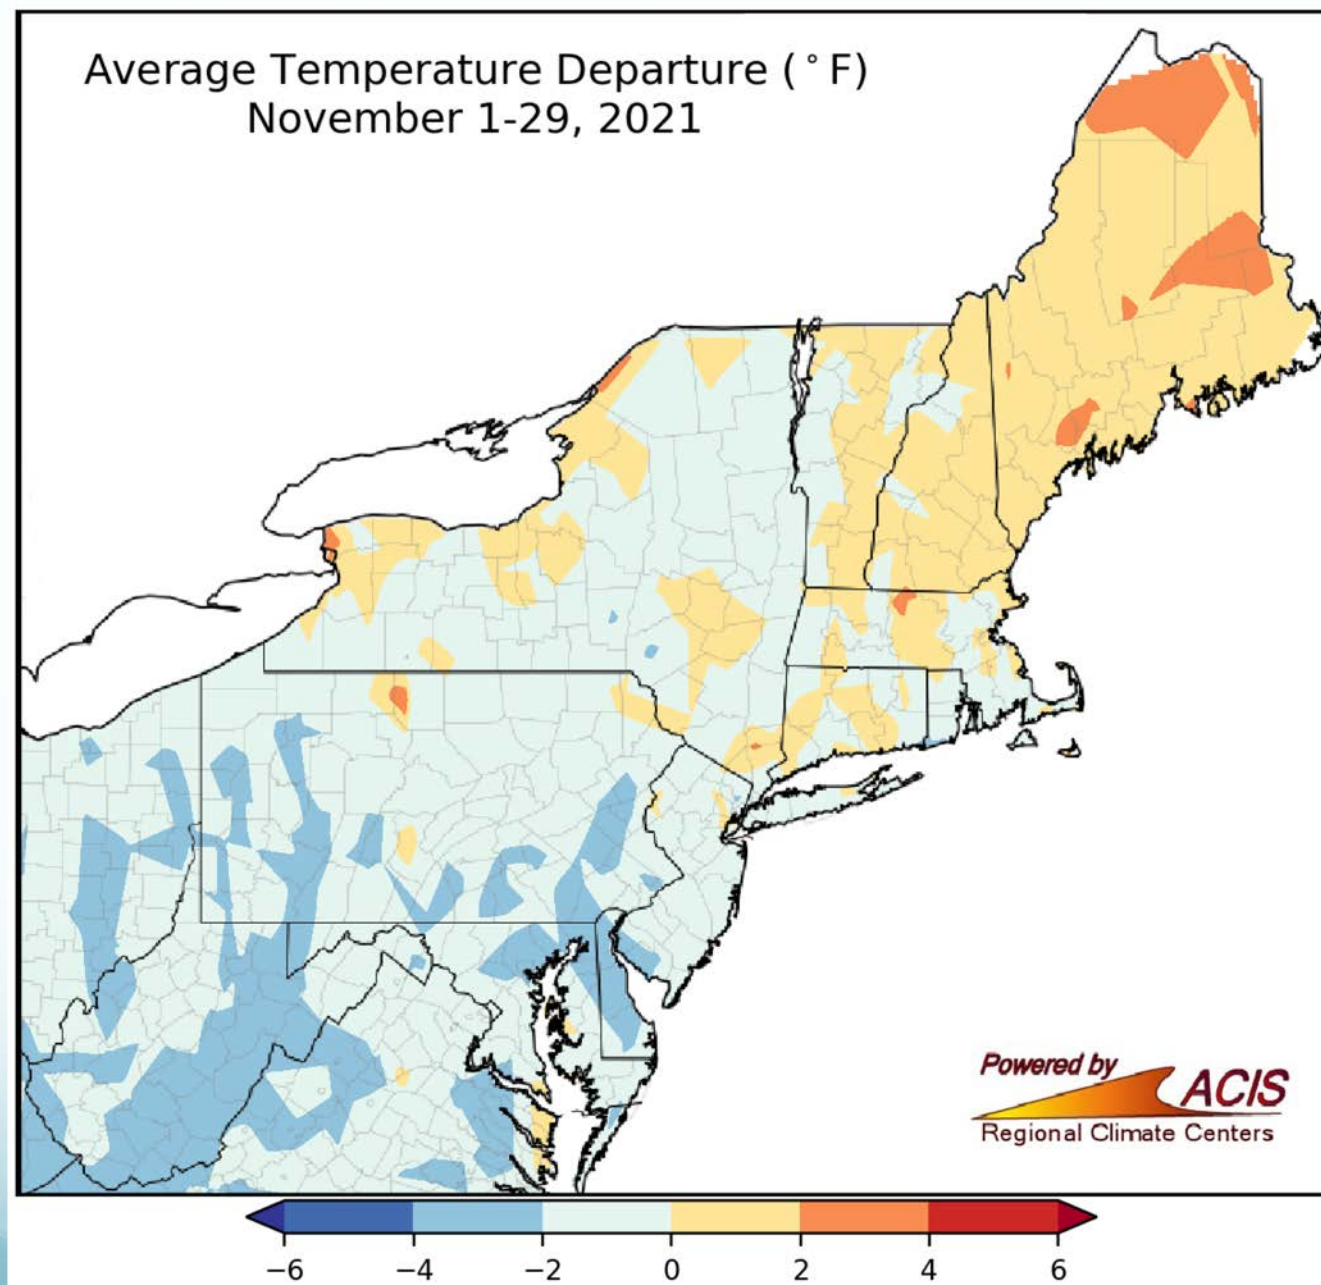 Average Temperature Departure (°F)
November 1-29, 2021
Powered by
ACIS
Regional Climate Centers
−6 −4 −2 0 2 4 6